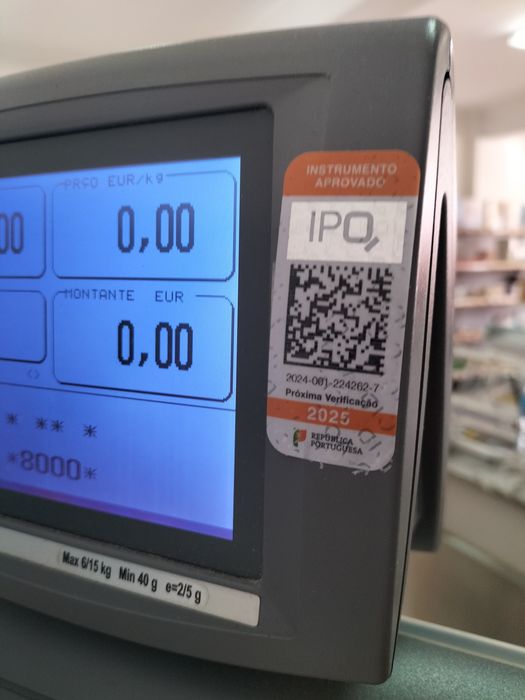 00
PRÇO EUR/kg
0,00
MONTANTE EUR
0,00
<>
* ** *
*8000*
Max 6/15 kg Min 40 g e=2/5 g
INSTRUMENTO
APROVADO
IPQ
2024-001-224262-7
Próxima Verificação
2025
REPÚBLICA
PORTUGUESA